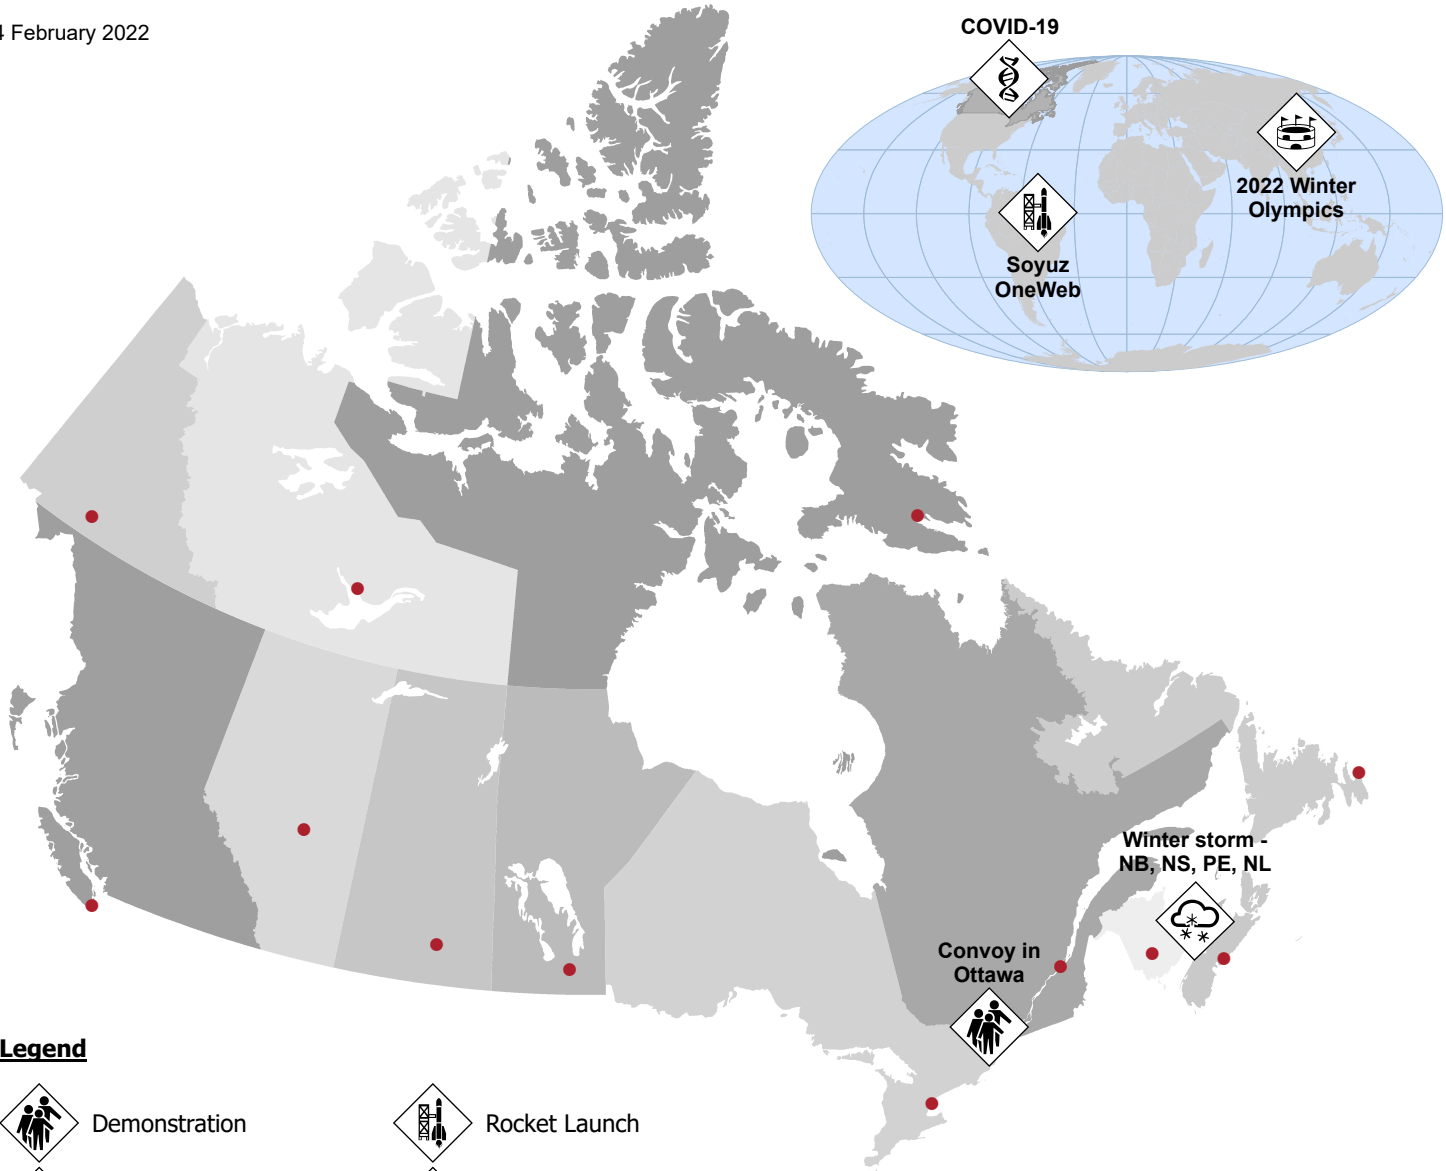 4 February 2022
COVID-19
2022 Winter
Olympics
Soyuz
OneWeb
Winter storm -
NB, NS, PE, NL
Convoy in
Ottawa
Legend
Demonstration
Rocket Launch